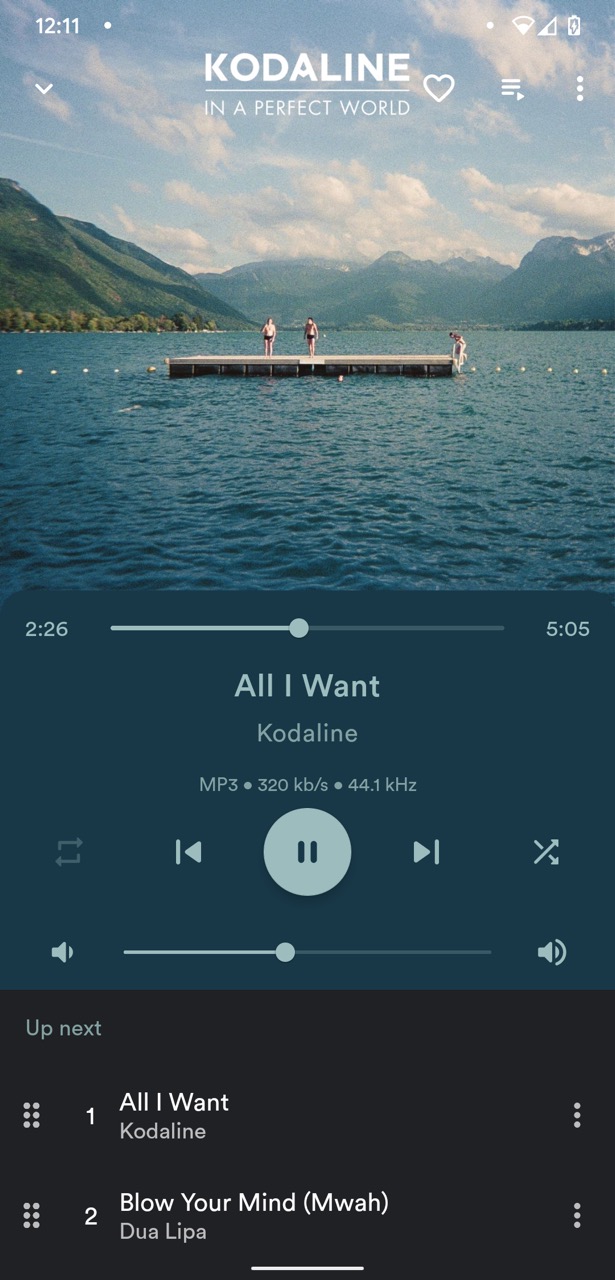 12:11
KODALINE
IN A PERFECT WORLD
2:26
5:05
All I Want
Kodaline
MP3 • 320 kb/s • 44.1 kHz
Up next
1
All I Want
Kodaline
2
Blow Your Mind (Mwah)
Dua Lipa